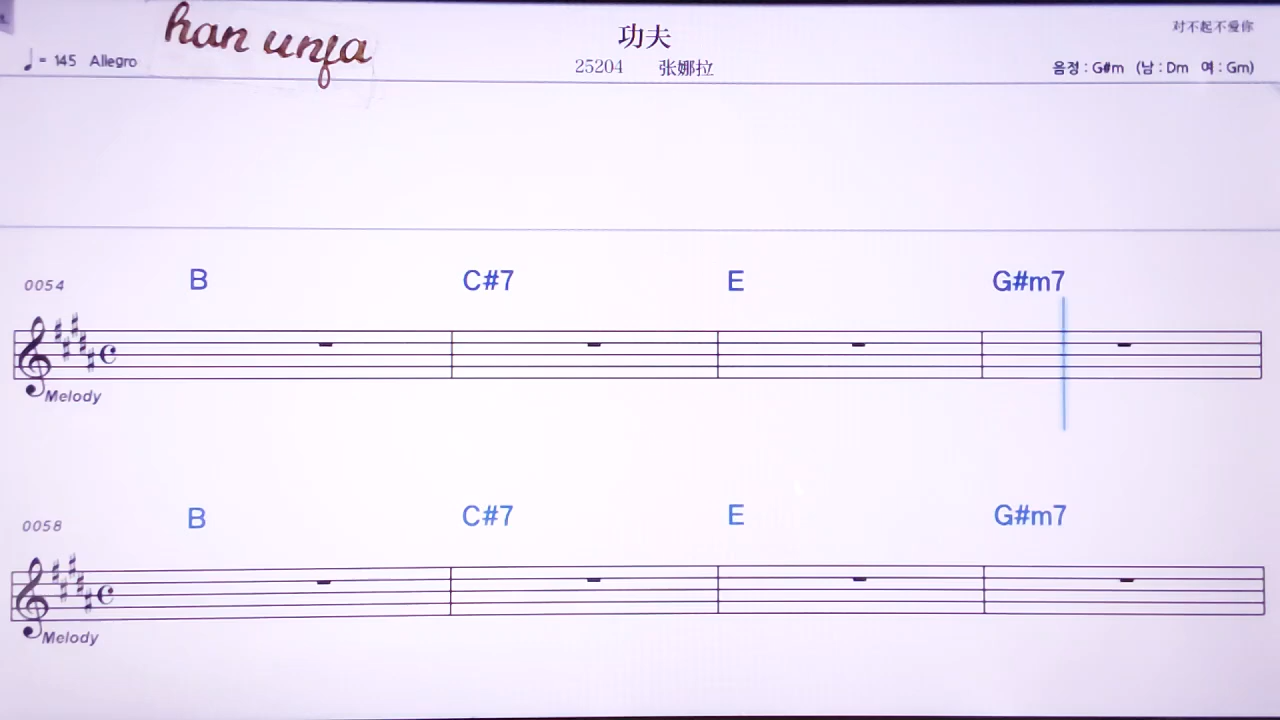 han unfa
功夫
对不起不爱你
♩= 145 Allegro
25204 张娜拉
음정 : G#m (남 : Dm 여 : Gm)
0054 B C#7 E G#m7
Melody
0058 B C#7 E G#m7
Melody